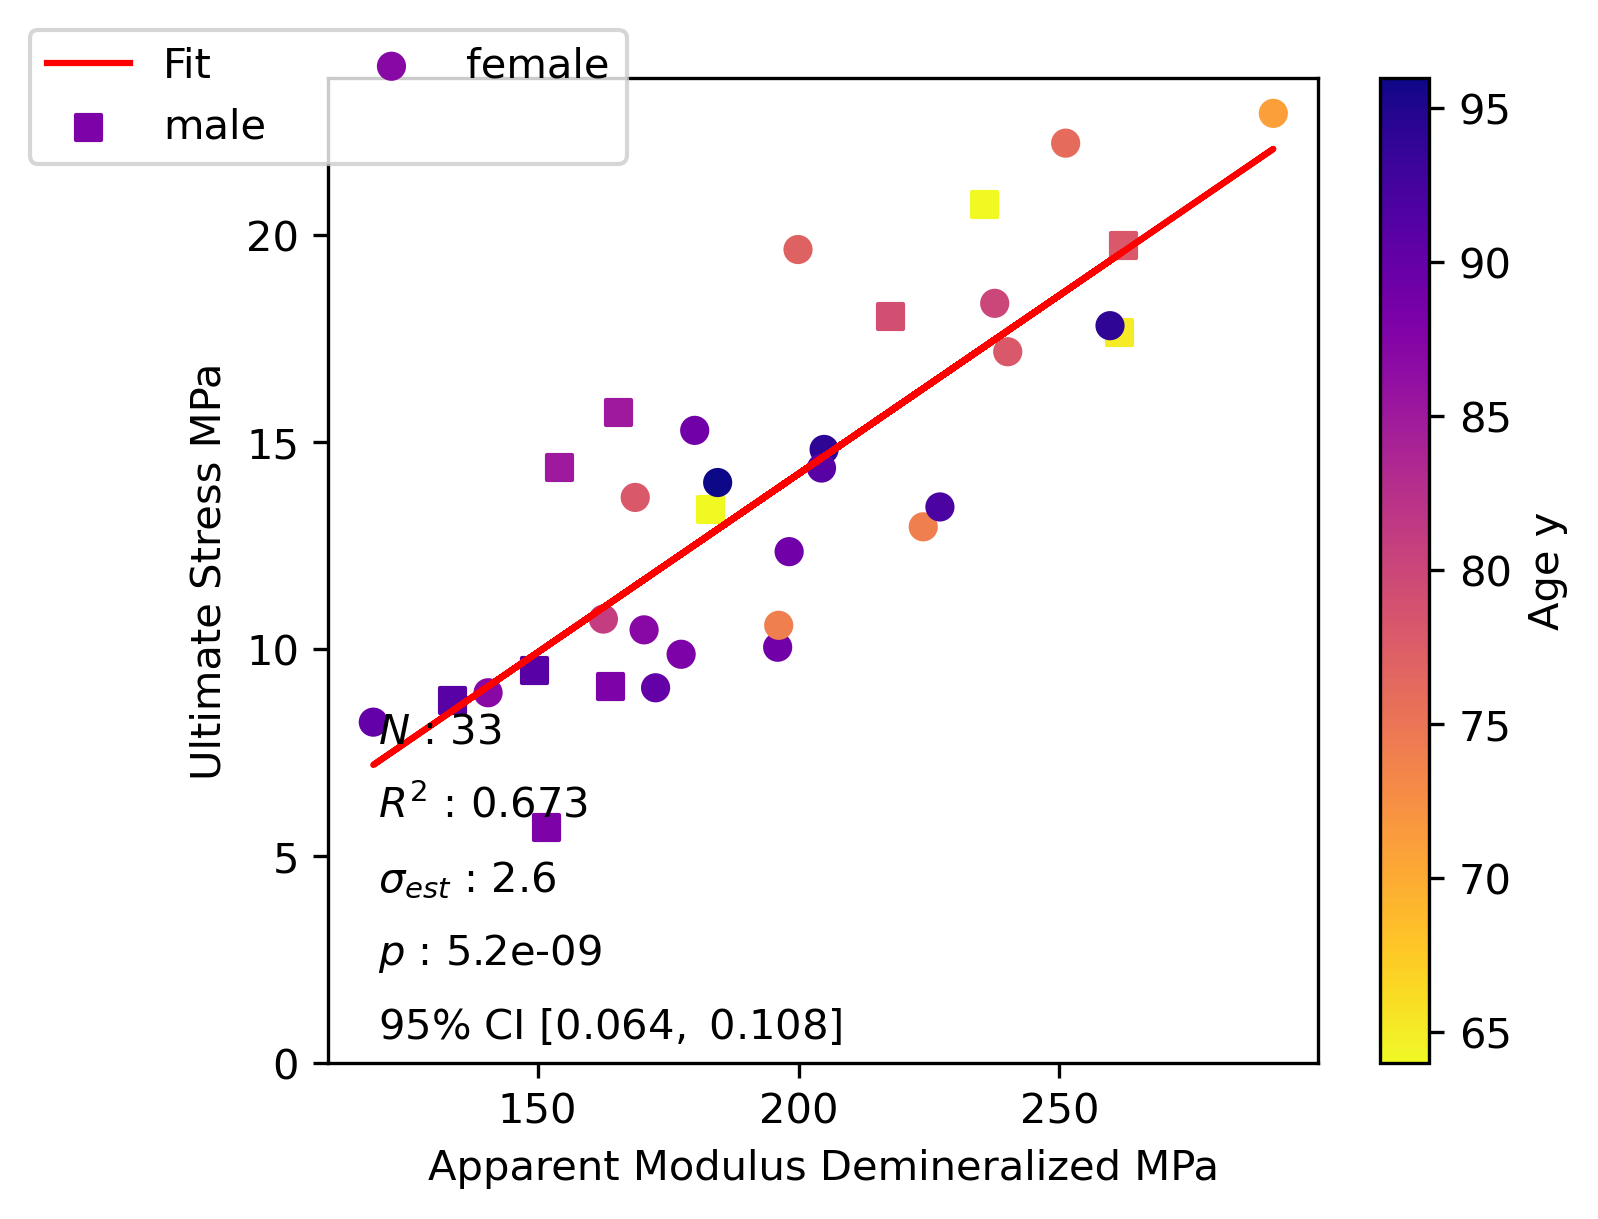 Fit
male
female
Ultimate Stress MPa
20
15
10
5
0
N : 33
R² : 0.673
σest : 2.6
p : 5.2e-09
95% CI [0.064, 0.108]
150 200 250
Apparent Modulus Demineralized MPa
95
90
85
80
75
70
65
Age y